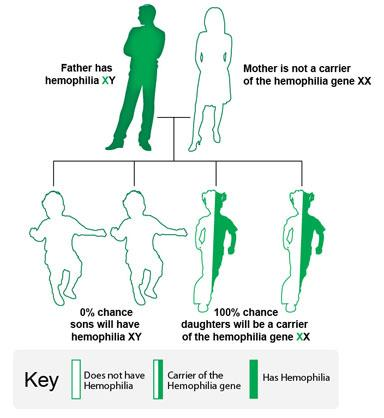 Father has
hemophilia XY
Mother is not a carrier
of the hemophilia gene XX
0% chance
sons will have
hemophilia XY
100% chance
daughters will be a carrier
of the hemophilia gene XX
Key
Does not have
Hemophilia
Carrier of the
Hemophilia gene
Has Hemophilia